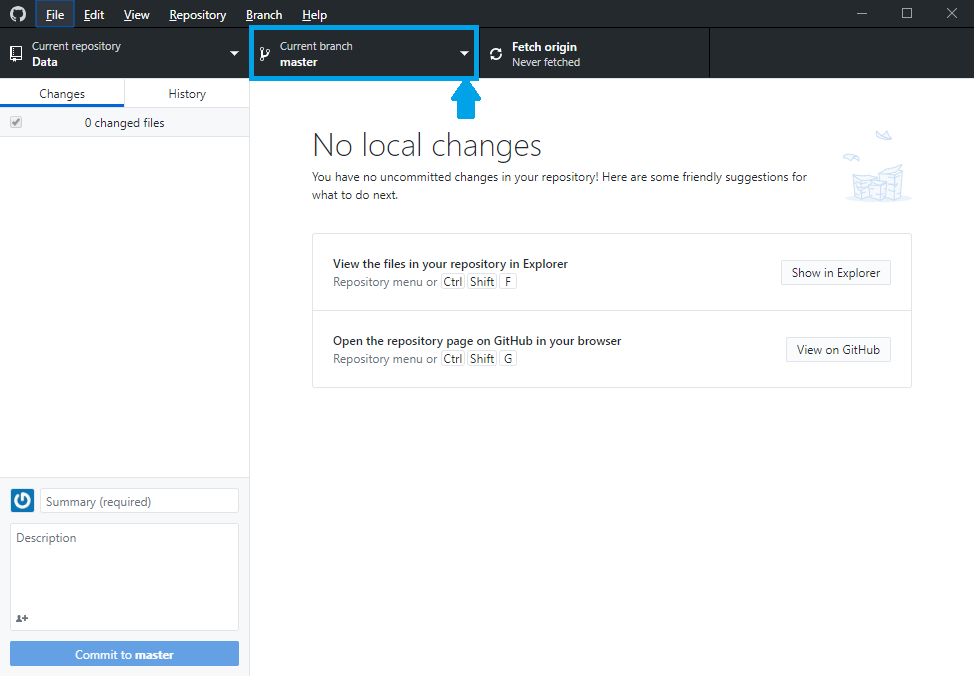 File Edit View Repository Branch Help
Current repository
Data
Current branch
master
Fetch origin
Never fetched
Changes History
0 changed files
No local changes
You have no uncommitted changes in your repository! Here are some friendly suggestions for
what to do next.
View the files in your repository in Explorer
Repository menu or Ctrl Shift F
Show in Explorer
Open the repository page on GitHub in your browser
Repository menu or Ctrl Shift G
View on GitHub
Summary (required)
Description
Commit to master